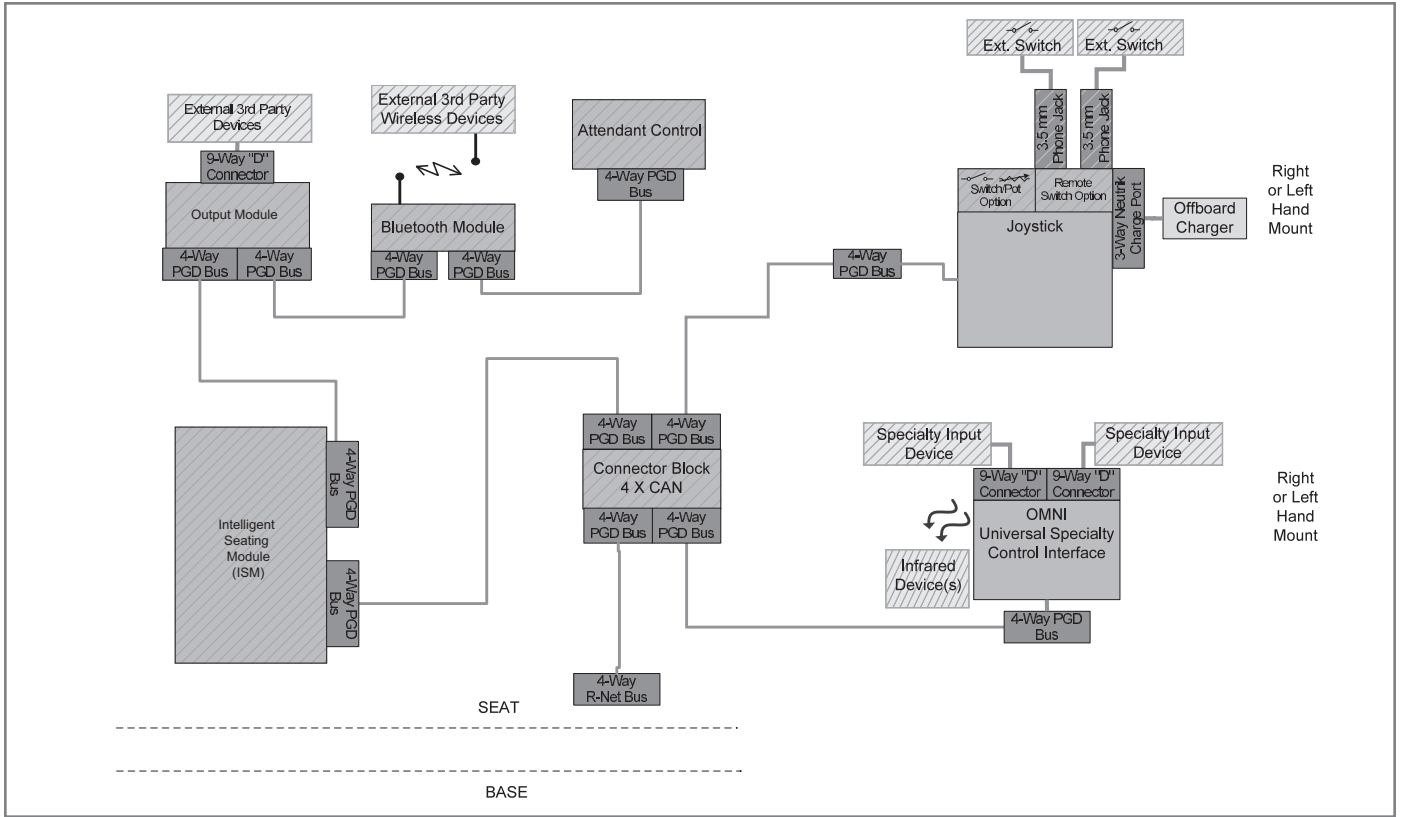 Ext. Switch
Ext. Switch
3.5 mm
Phone Jack
3.5 mm
Phone Jack
External 3rd Party
Devices
9-Way "D"
Connector
Output Module
4-Way
PGD Bus
4-Way
PGD Bus
External 3rd Party
Wireless Devices
Bluetooth Module
4-Way
PGD Bus
4-Way
PGD Bus
Attendant Control
4-Way PGD
Bus
Switch/Pot
Option
Remote
Switch Option
Joystick
3-Way Neutrik
Charge Port
Offboard
Charger
Right
or Left
Hand
Mount
4-Way
PGD Bus
Intelligent
Seating
Module
(ISM)
4-Way PGD
Bus
4-Way PGD
Bus
4-Way
PGD Bus
4-Way
PGD Bus
Connector Block
4 X CAN
4-Way
PGD Bus
4-Way
PGD Bus
Specialty Input
Device
Specialty Input
Device
9-Way "D"
Connector
9-Way "D"
Connector
OMNI
Universal Specialty
Control Interface
Infrared
Device(s)
4-Way PGD
Bus
Right
or Left
Hand
Mount
4-Way
R-Net Bus
SEAT
BASE